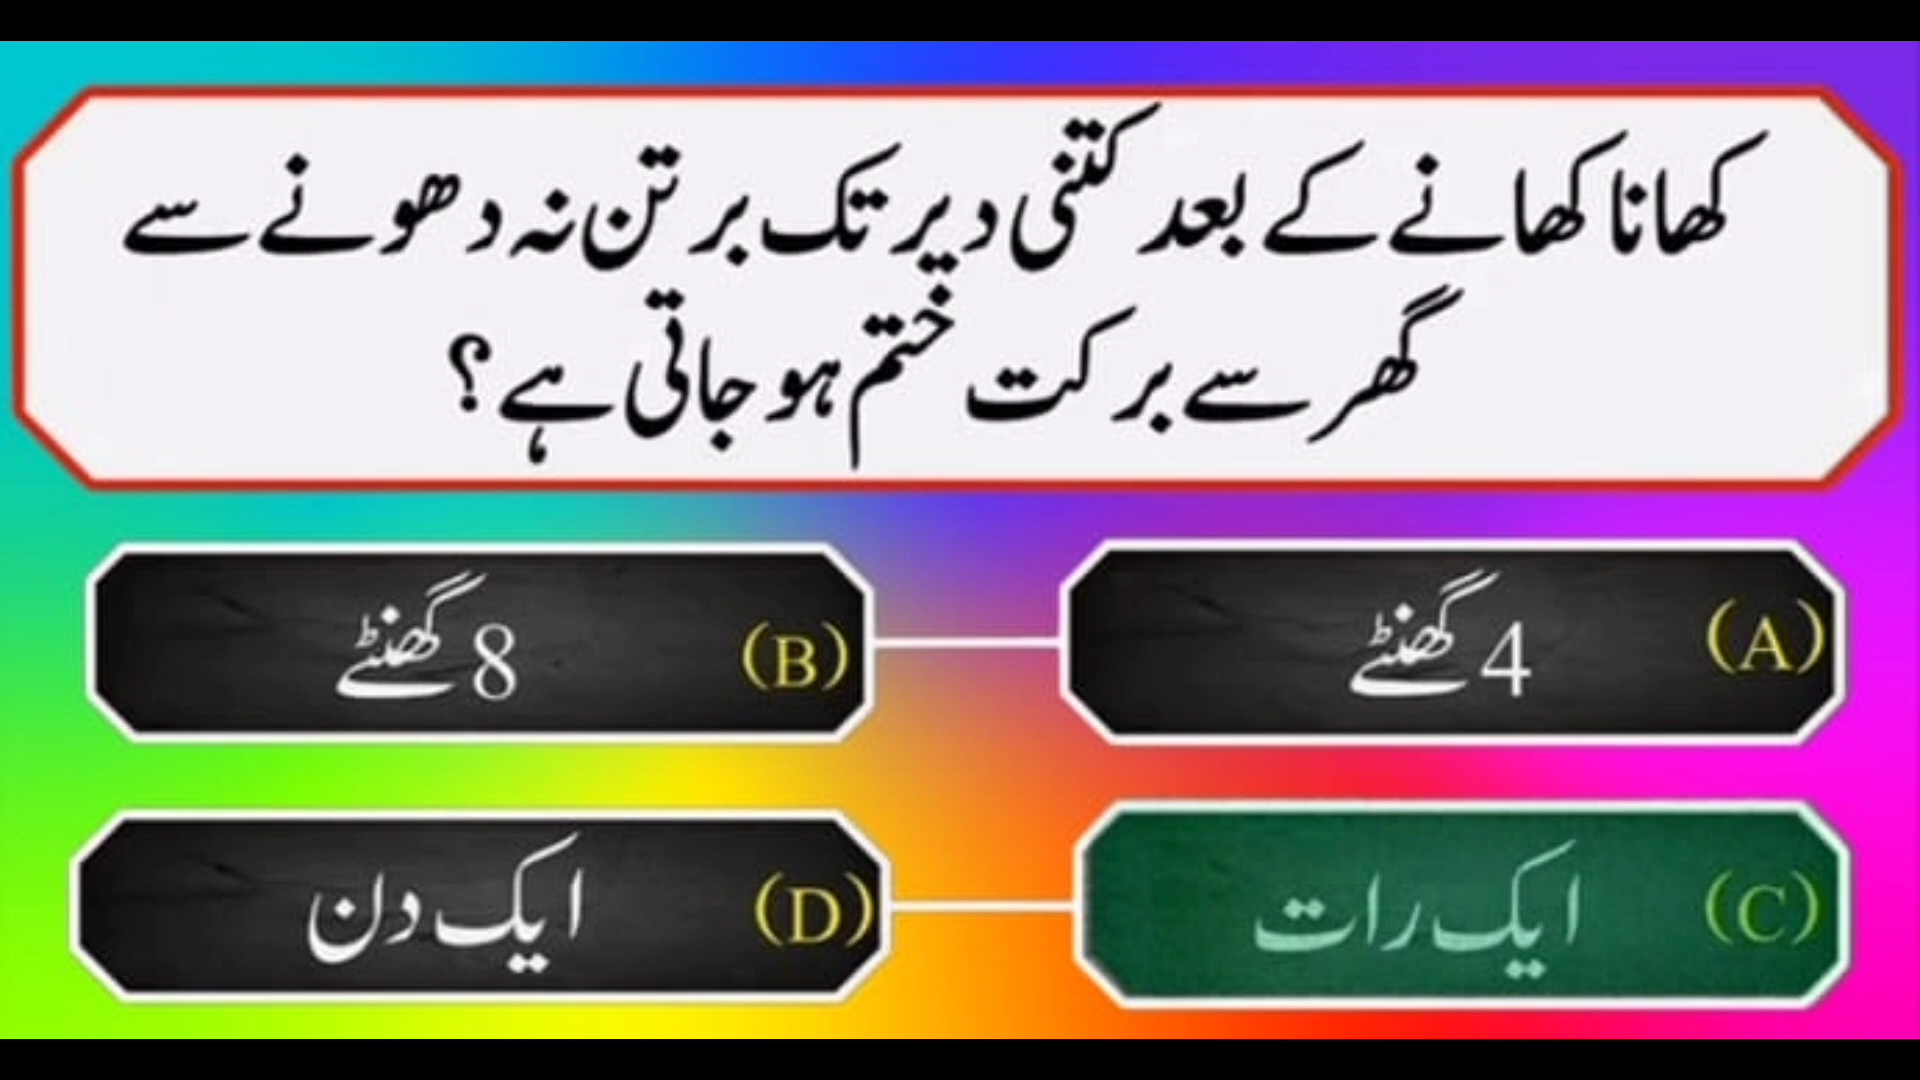 کھانا کھانے کے بعد کتنی دیر تک برتن نہ دھونے سے
گھر سے برکت ختم ہو جاتی ہے؟
(A) 4 گھنٹے
(B) 8 گھنٹے
(C) ایک رات
(D) ایک دن